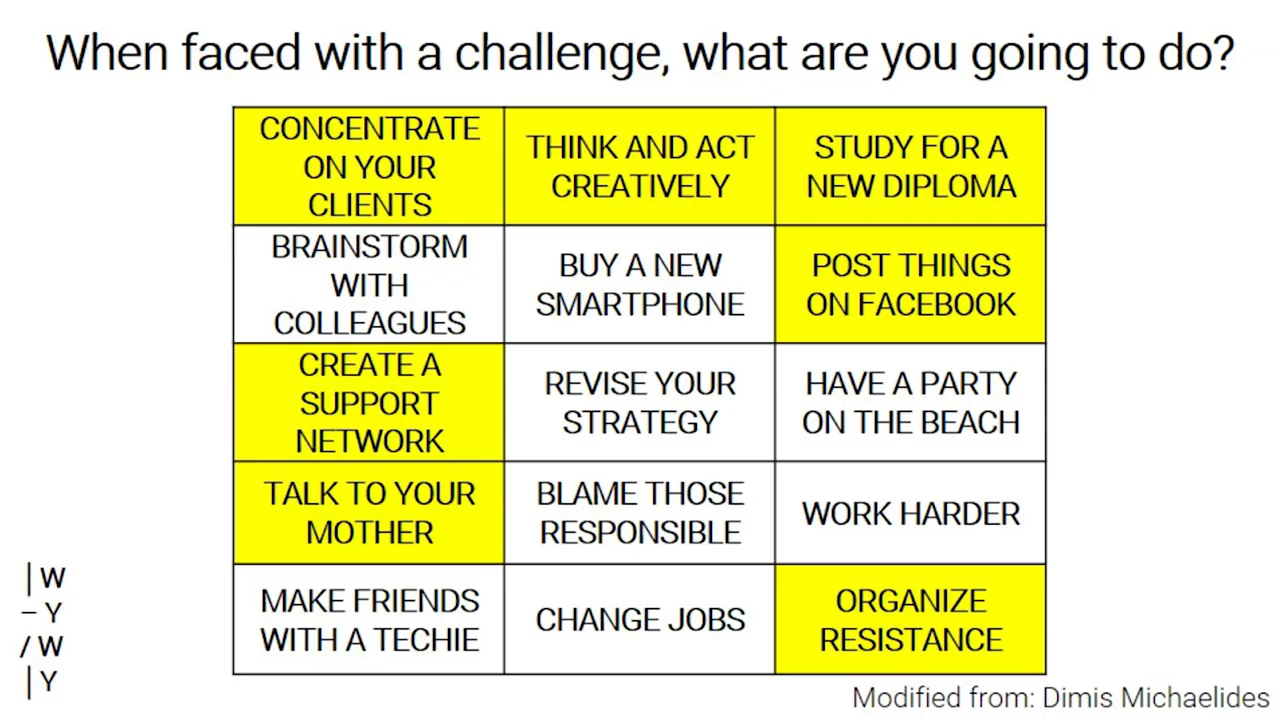 When faced with a challenge, what are you going to do?
CONCENTRATE
ON YOUR
CLIENTS
THINK AND ACT
CREATIVELY
STUDY FOR A
NEW DIPLOMA
BRAINSTORM
WITH
COLLEAGUES
BUY A NEW
SMARTPHONE
POST THINGS
ON FACEBOOK
CREATE A
SUPPORT
NETWORK
REVISE YOUR
STRATEGY
HAVE A PARTY
ON THE BEACH
TALK TO YOUR
MOTHER
BLAME THOSE
RESPONSIBLE
WORK HARDER
MAKE FRIENDS
WITH A TECHIE
CHANGE JOBS
ORGANIZE
RESISTANCE
| W
– Y
/ W
| Y
Modified from: Dimis Michaelides